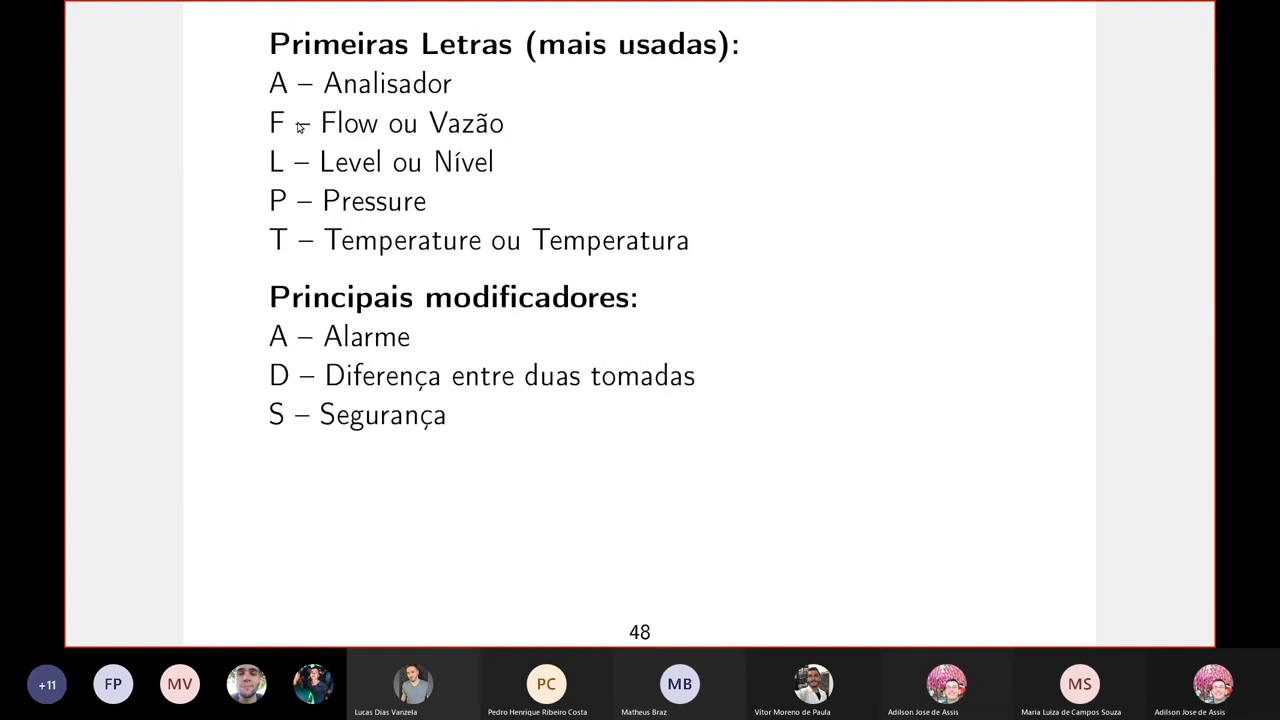 Primeiras Letras (mais usadas):
A – Analisador
F – Flow ou Vazão
L – Level ou Nível
P – Pressure
T – Temperature ou Temperatura
Principais modificadores:
A – Alarme
D – Diferença entre duas tomadas
S – Segurança
48
+11 FP MV PC MB MS
Lucas Dias Vanzela Pedro Henrique Ribeiro Costa Matheus Braz Vítor Moreno de Paula Adilson Jose de Assis Maria Luiza de Campos Souza Adilson Jose de Assis